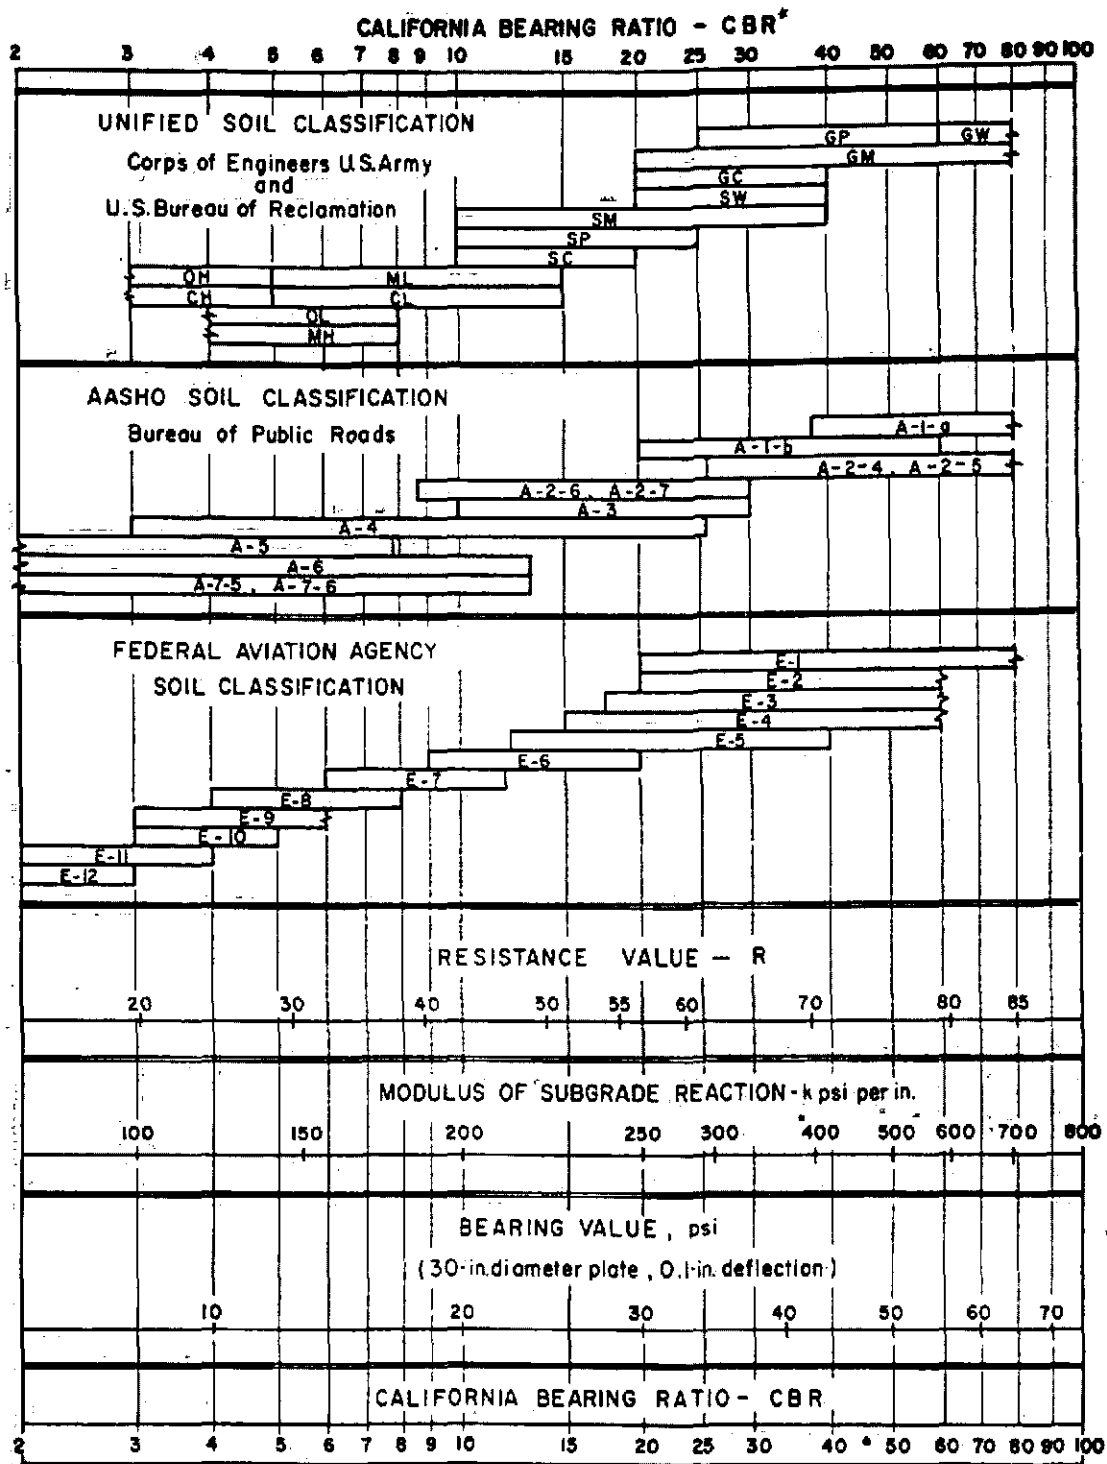 CALIFORNIA BEARING RATIO - CBR*
2 3 4 5 6 7 8 9 10 15 20 25 30 40 50 60 70 80 90 100
UNIFIED SOIL CLASSIFICATION
Corps of Engineers U.S. Army
and
U.S. Bureau of Reclamation
GP GW
GM
GC
SW
SM
SP
SC
OH ML
CH CL
OL
MH
AASHO SOIL CLASSIFICATION
Bureau of Public Roads
A-1-a
A-1-b
A-2-4, A-2-5
A-2-6, A-2-7
A-3
A-4
A-5
A-6
A-7-5, A-7-6
FEDERAL AVIATION AGENCY
SOIL CLASSIFICATION
E-1
E-2
E-3
E-4
E-5
E-6
E-7
E-8
E-9
E-10
E-11
E-12
RESISTANCE VALUE - R
20 30 40 50 55 60 70 80 85
MODULUS OF SUBGRADE REACTION - k psi per in.
100 150 200 250 300 400 500 600 700 800
BEARING VALUE, psi
(30-in. diameter plate, 0.1-in. deflection)
10 20 30 40 50 60 70
CALIFORNIA BEARING RATIO - CBR
2 3 4 5 6 7 8 9 10 15 20 25 30 40 50 60 70 80 90 100